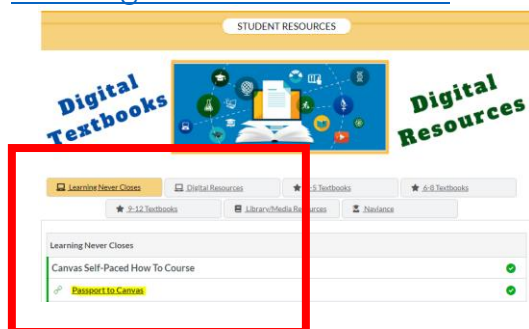 STUDENT RESOURCES
Digital Textbooks
Digital Resources
Learning Never Closes
Digital Resources
Textbooks
6-8 Textbooks
9-12 Textbooks
Library/Media Resources
Naviance
Learning Never Closes
Canvas Self-Paced How To Course
Passport to Canvas